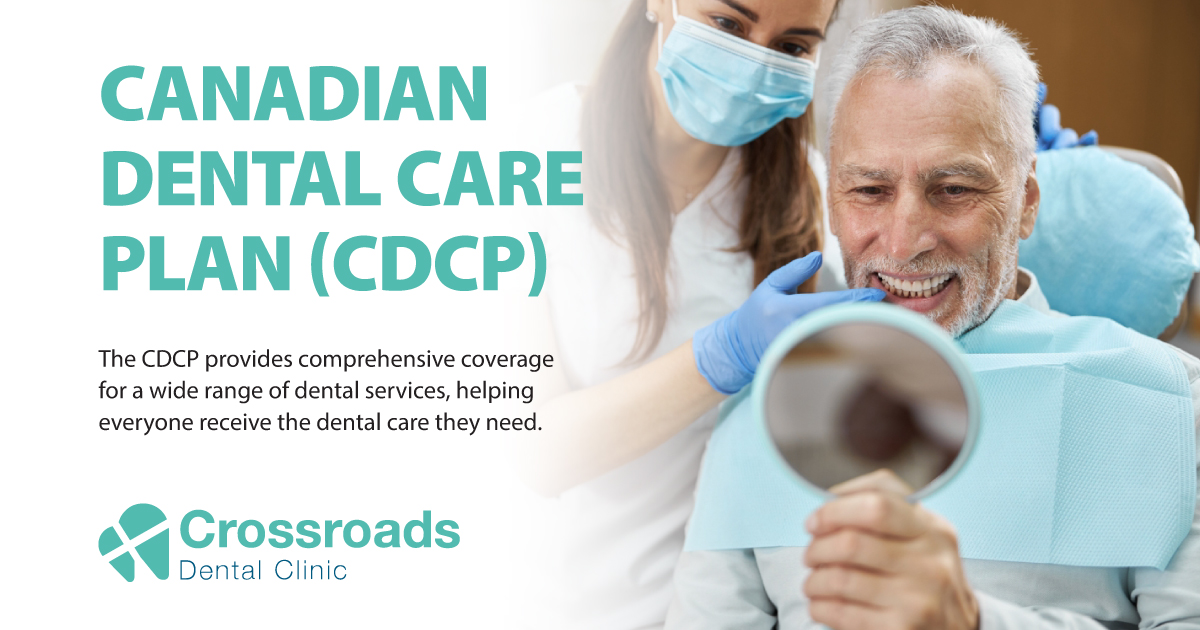 CANADIAN
DENTAL CARE
PLAN (CDCP)
The CDCP provides comprehensive coverage
for a wide range of dental services, helping
everyone receive the dental care they need.
Crossroads
Dental Clinic